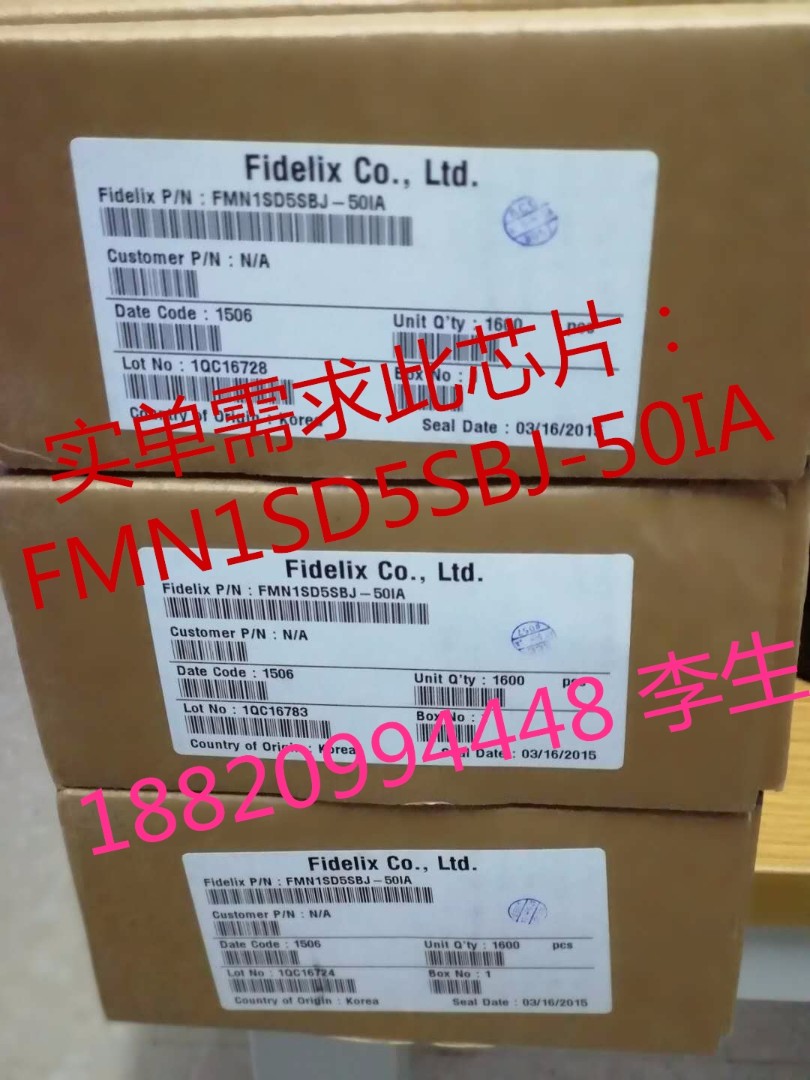 Fidelix Co., Ltd.
Fidelix P/N : FMN1SD5SBJ-50IA
Customer P/N : N/A
Date Code : 1506
Unit Q'ty : 1600 pcs
Lot No : 1QC16728
Box No :
Country of Origin : Korea
Seal Date : 03/16/2015
实单需求此芯片：
FMN1SD5SBJ-50IA
Fidelix Co., Ltd.
Fidelix P/N : FMN1SD5SBJ-50IA
Customer P/N : N/A
Date Code : 1506
Unit Q'ty : 1600 pcs
Lot No : 1QC16783
Box No :
Country of Origin : Korea
Seal Date : 03/16/2015
18820994448 李生
Fidelix Co., Ltd.
Fidelix P/N : FMN1SD5SBJ-50IA
Customer P/N : N/A
Date Code : 1506
Unit Q'ty : 1600 pcs
Lot No : 1QC16724
Box No : 1
Country of Origin : Korea
Seal Date : 03/16/2015